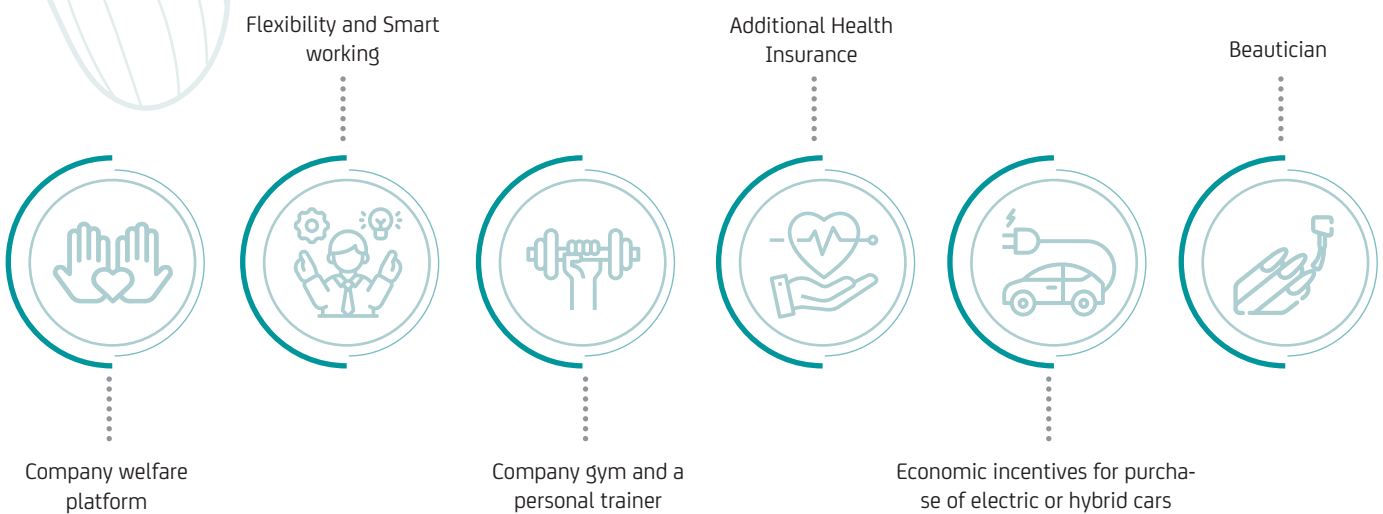 Flexibility and Smart
working
Additional Health
Insurance
Beautician
Company welfare
platform
Company gym and a
personal trainer
Economic incentives for purcha-
se of electric or hybrid cars